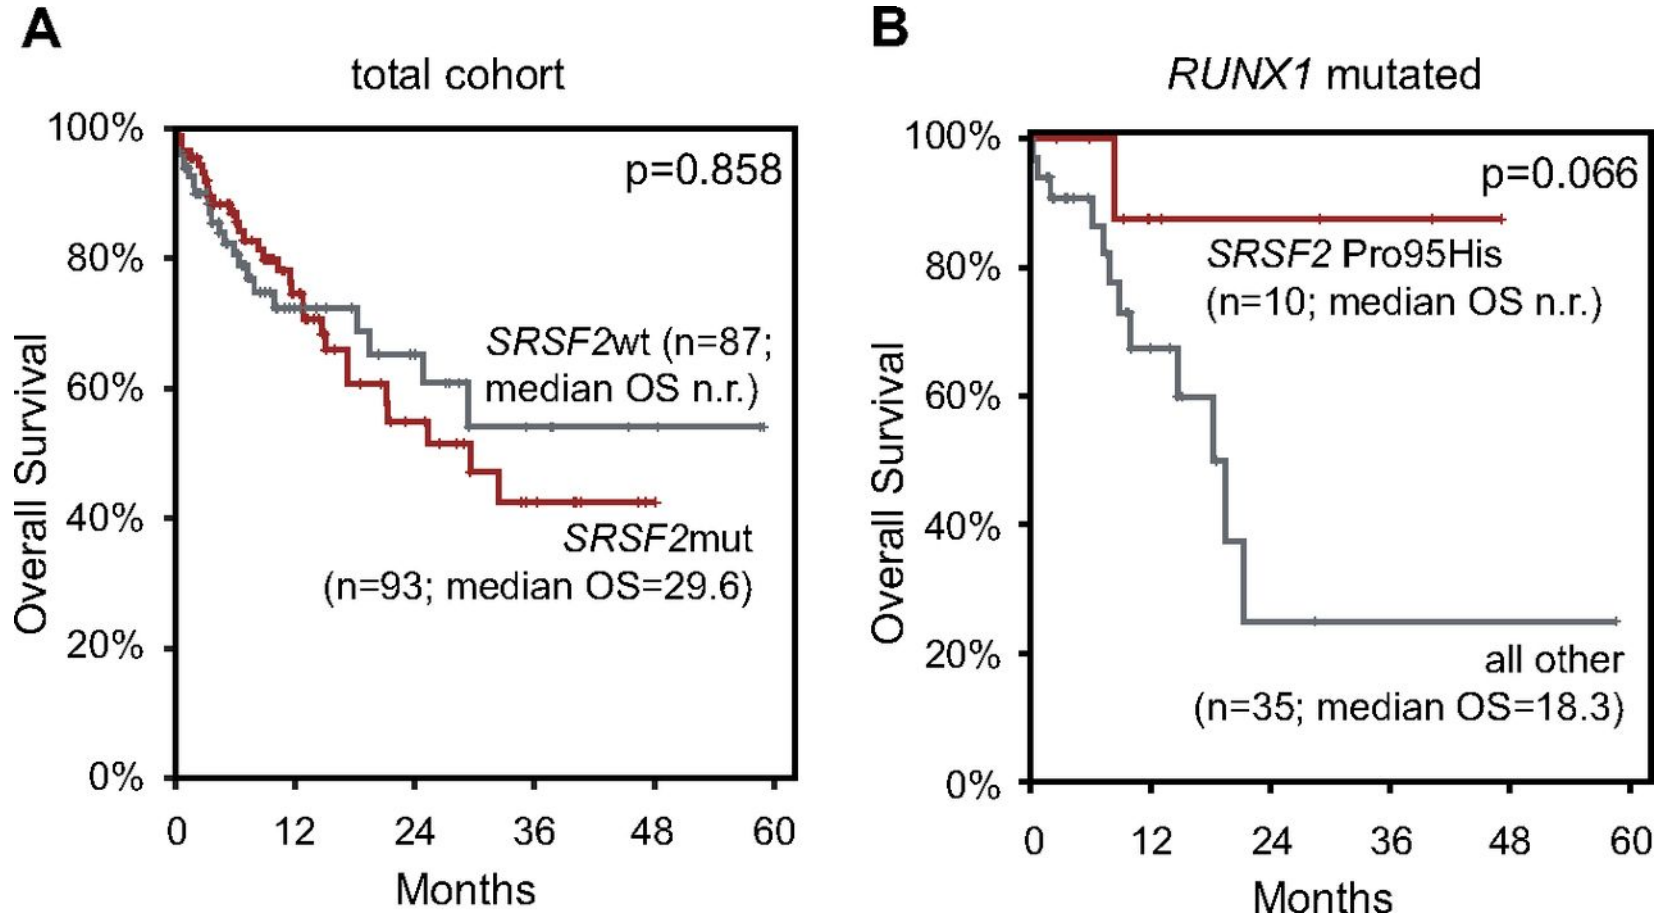 A
total cohort
100%
80%
60%
40%
20%
0%
Overall Survival
p=0.858
SRSF2wt (n=87;
median OS n.r.)
SRSF2mut
(n=93; median OS=29.6)
0 12 24 36 48 60
Months
B
RUNX1 mutated
100%
80%
60%
40%
20%
0%
Overall Survival
p=0.066
SRSF2 Pro95His
(n=10; median OS n.r.)
all other
(n=35; median OS=18.3)
0 12 24 36 48 60
Months